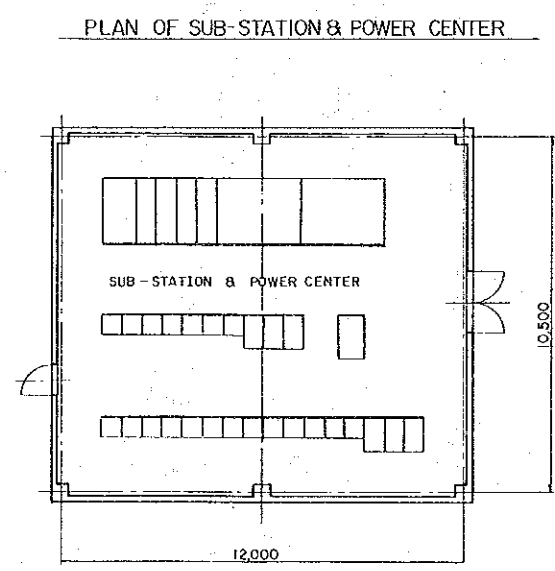 PLAN OF SUB-STATION & POWER CENTER
SUB-STATION & POWER CENTER
10,500
12,000